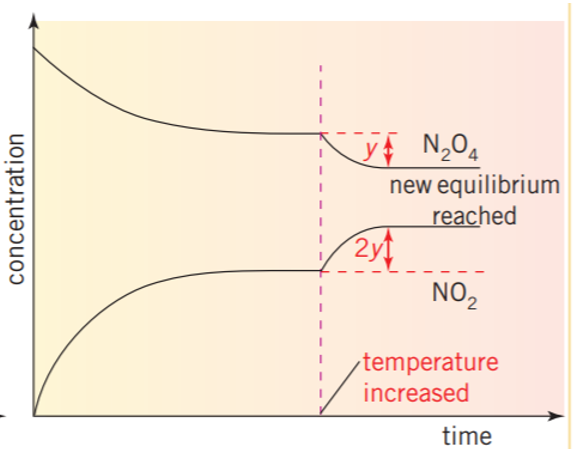 concentration
y
N₂O₄
new equilibrium
reached
2y
NO₂
temperature
increased
time